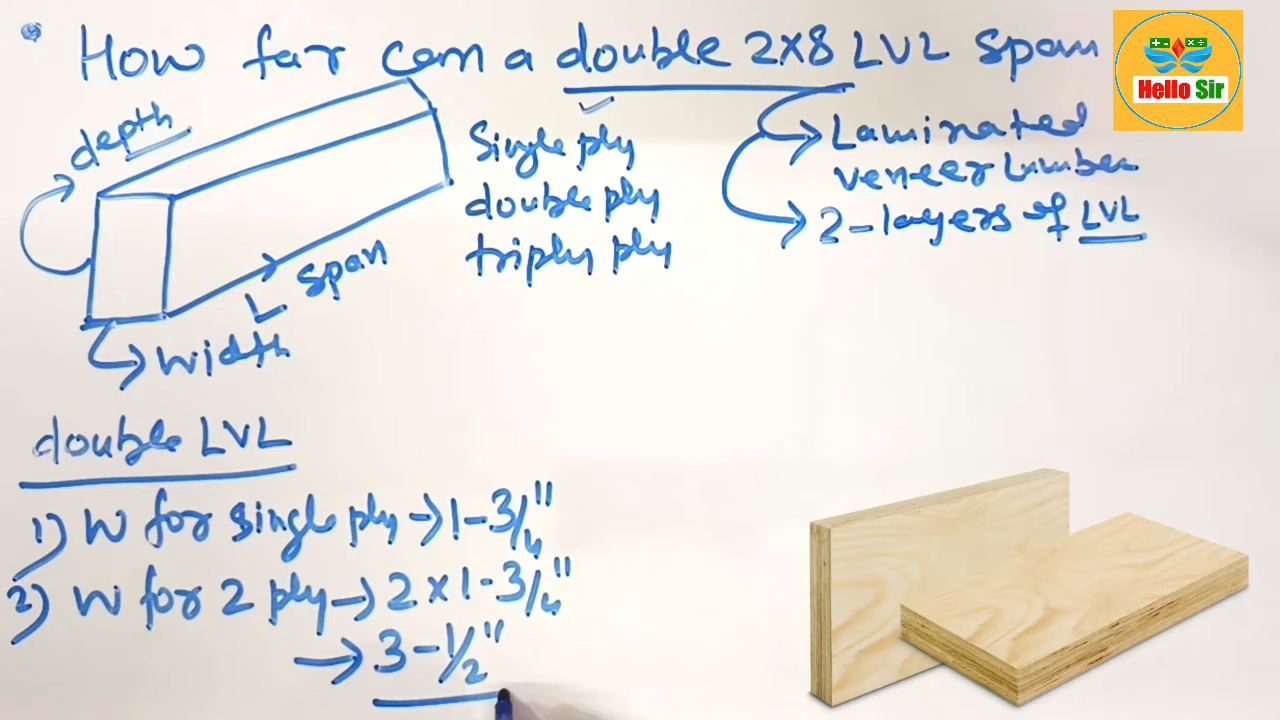 How far can a double 2x8 LVL span
Hello Sir
depth
Single ply
double ply
triply ply
Laminated
veneer lumber
2-layers of LVL
L span
width
double LVL
1) W for single ply → 1-3/4"
2) W for 2 ply → 2 x 1-3/4"
→ 3-1/2"